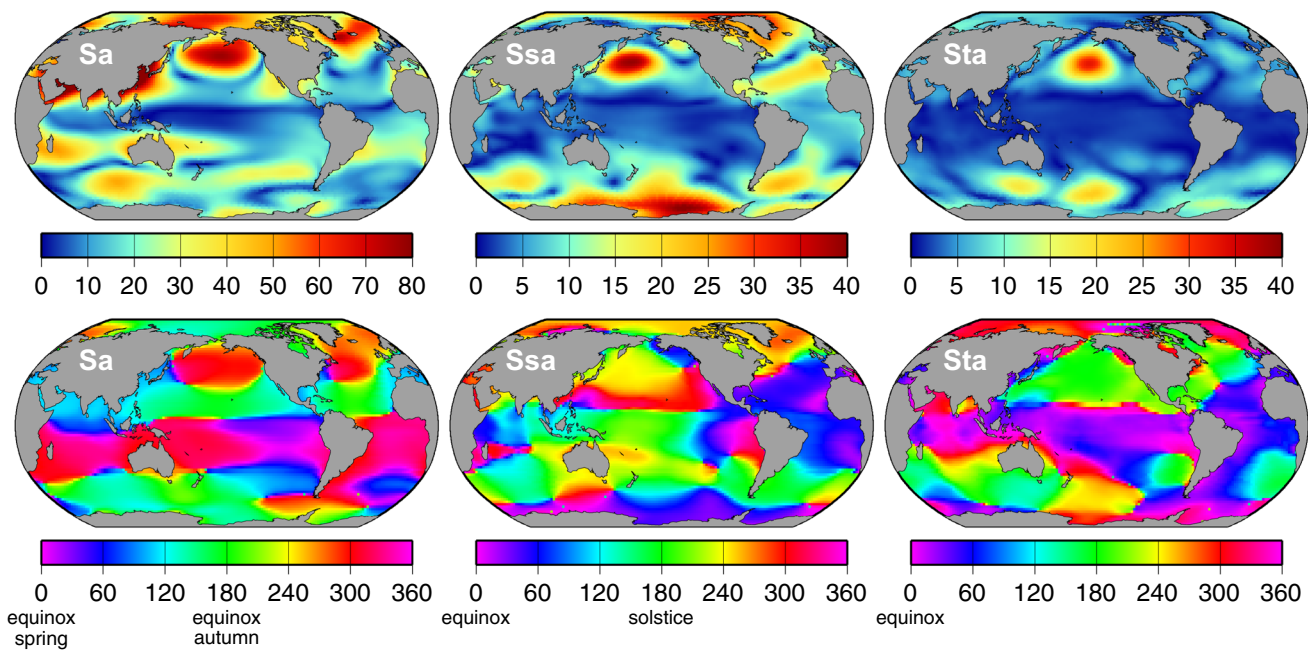 Sa Ssa Sta
0 10 20 30 40 50 60 70 80 0 5 10 15 20 25 30 35 40 0 5 10 15 20 25 30 35 40
Sa Ssa Sta
0 60 120 180 240 300 360 0 60 120 180 240 300 360 0 60 120 180 240 300 360
equinox equinox equinox solstice equinox
spring autumn